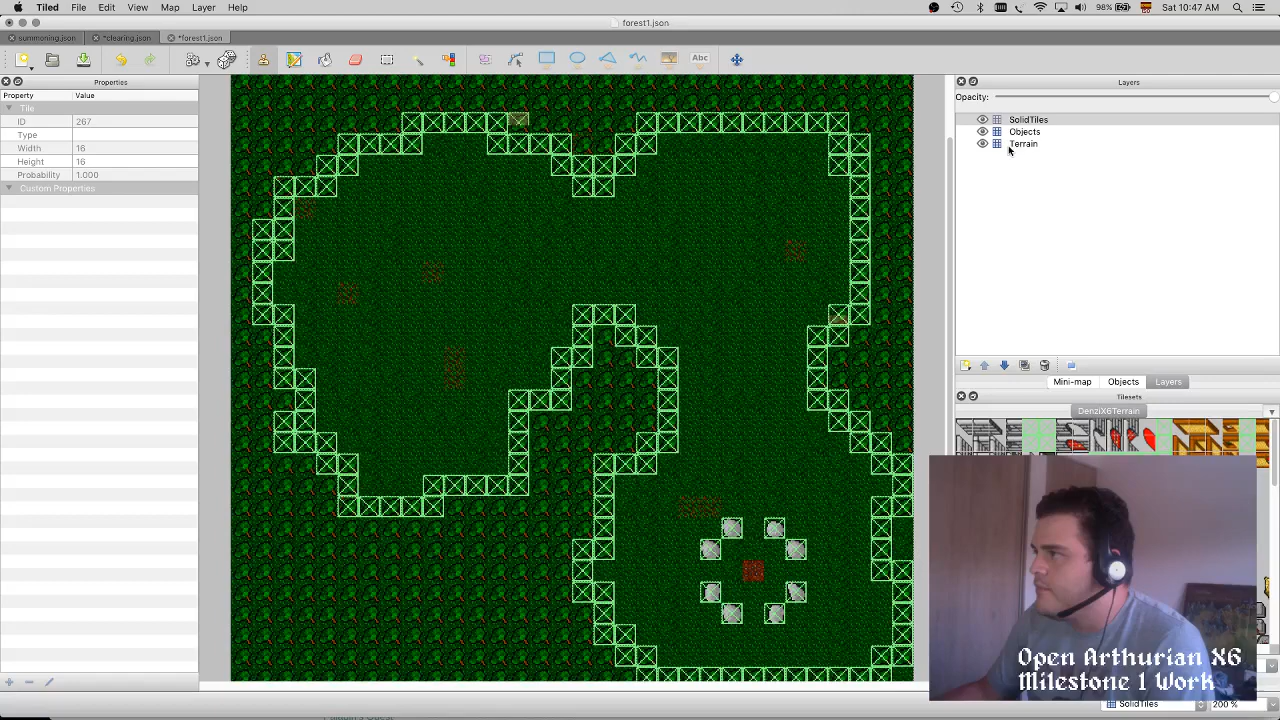 Tiled File Edit View Map Layer Help 98% Sat 10:47 AM
forest1.json
summoning.json *clearing.json *forest1.json
Abc
Properties
Property Value
Tile
ID 267
Type
Width 16
Height 16
Probability 1.000
Custom Properties
Layers
Opacity:
SolidTiles
Objects
Terrain
Mini-map Objects Layers
Tilesets
DenziX6Terrain
Open Arthurian X6
Milestone 1 Work
SolidTiles 200 %